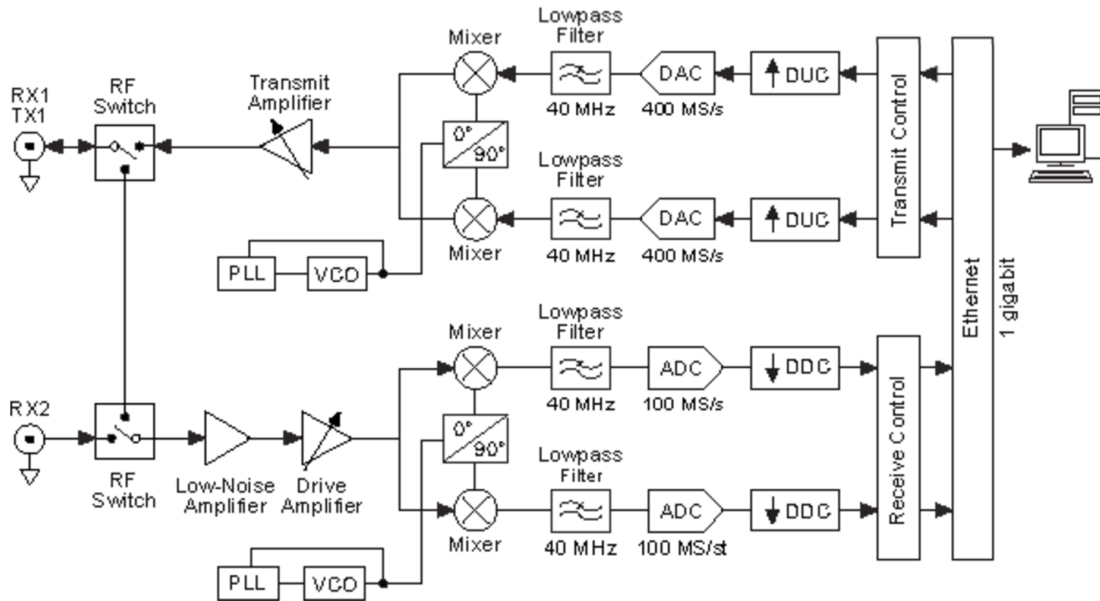 Lowpass
Filter
Mixer
DAC
DUC
40 MHz
400 MS/s
RF
Switch
Transmit
Amplifier
RX1
TX1
0°
90°
Lowpass
Filter
DAC
DUC
40 MHz
400 MS/s
Mixer
PLL
VCO
Transmit Control
Ethernet
1 gigabit
Mixer
Lowpass
Filter
ADC
DDC
40 MHz
100 MS/s
RX2
RF
Switch
Low-Noise
Amplifier
Drive
Amplifier
0°
90°
Lowpass
Filter
ADC
DDC
40 MHz
100 MS/st
Mixer
PLL
VCO
Receive Control